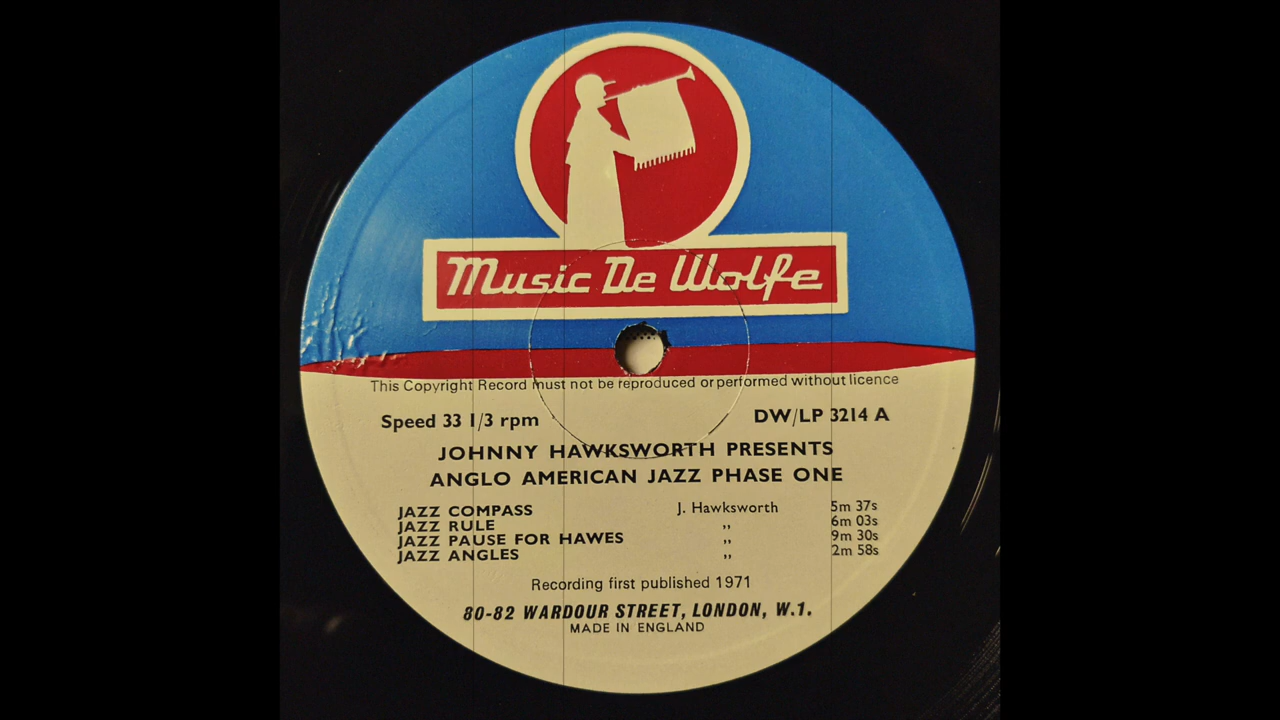 Music De Wolfe
This Copyright Record must not be reproduced or performed without licence
Speed 33 1/3 rpm DW/LP 3214 A
JOHNNY HAWKSWORTH PRESENTS
ANGLO AMERICAN JAZZ PHASE ONE
JAZZ COMPASS J. Hawksworth 5m 37s
JAZZ RULE ,, 6m 03s
JAZZ PAUSE FOR HAWES ,, 9m 30s
JAZZ ANGLES ,, 2m 58s
Recording first published 1971
80-82 WARDOUR STREET, LONDON, W.1.
MADE IN ENGLAND